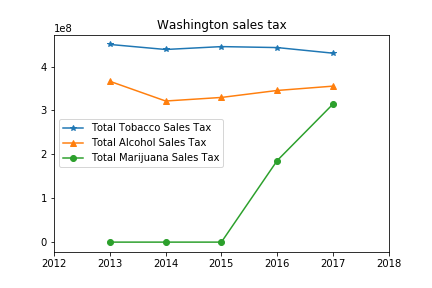 Washington sales tax
1e8
4
3
2
1
0
Total Tobacco Sales Tax
Total Alcohol Sales Tax
Total Marijuana Sales Tax
2012 2013 2014 2015 2016 2017 2018